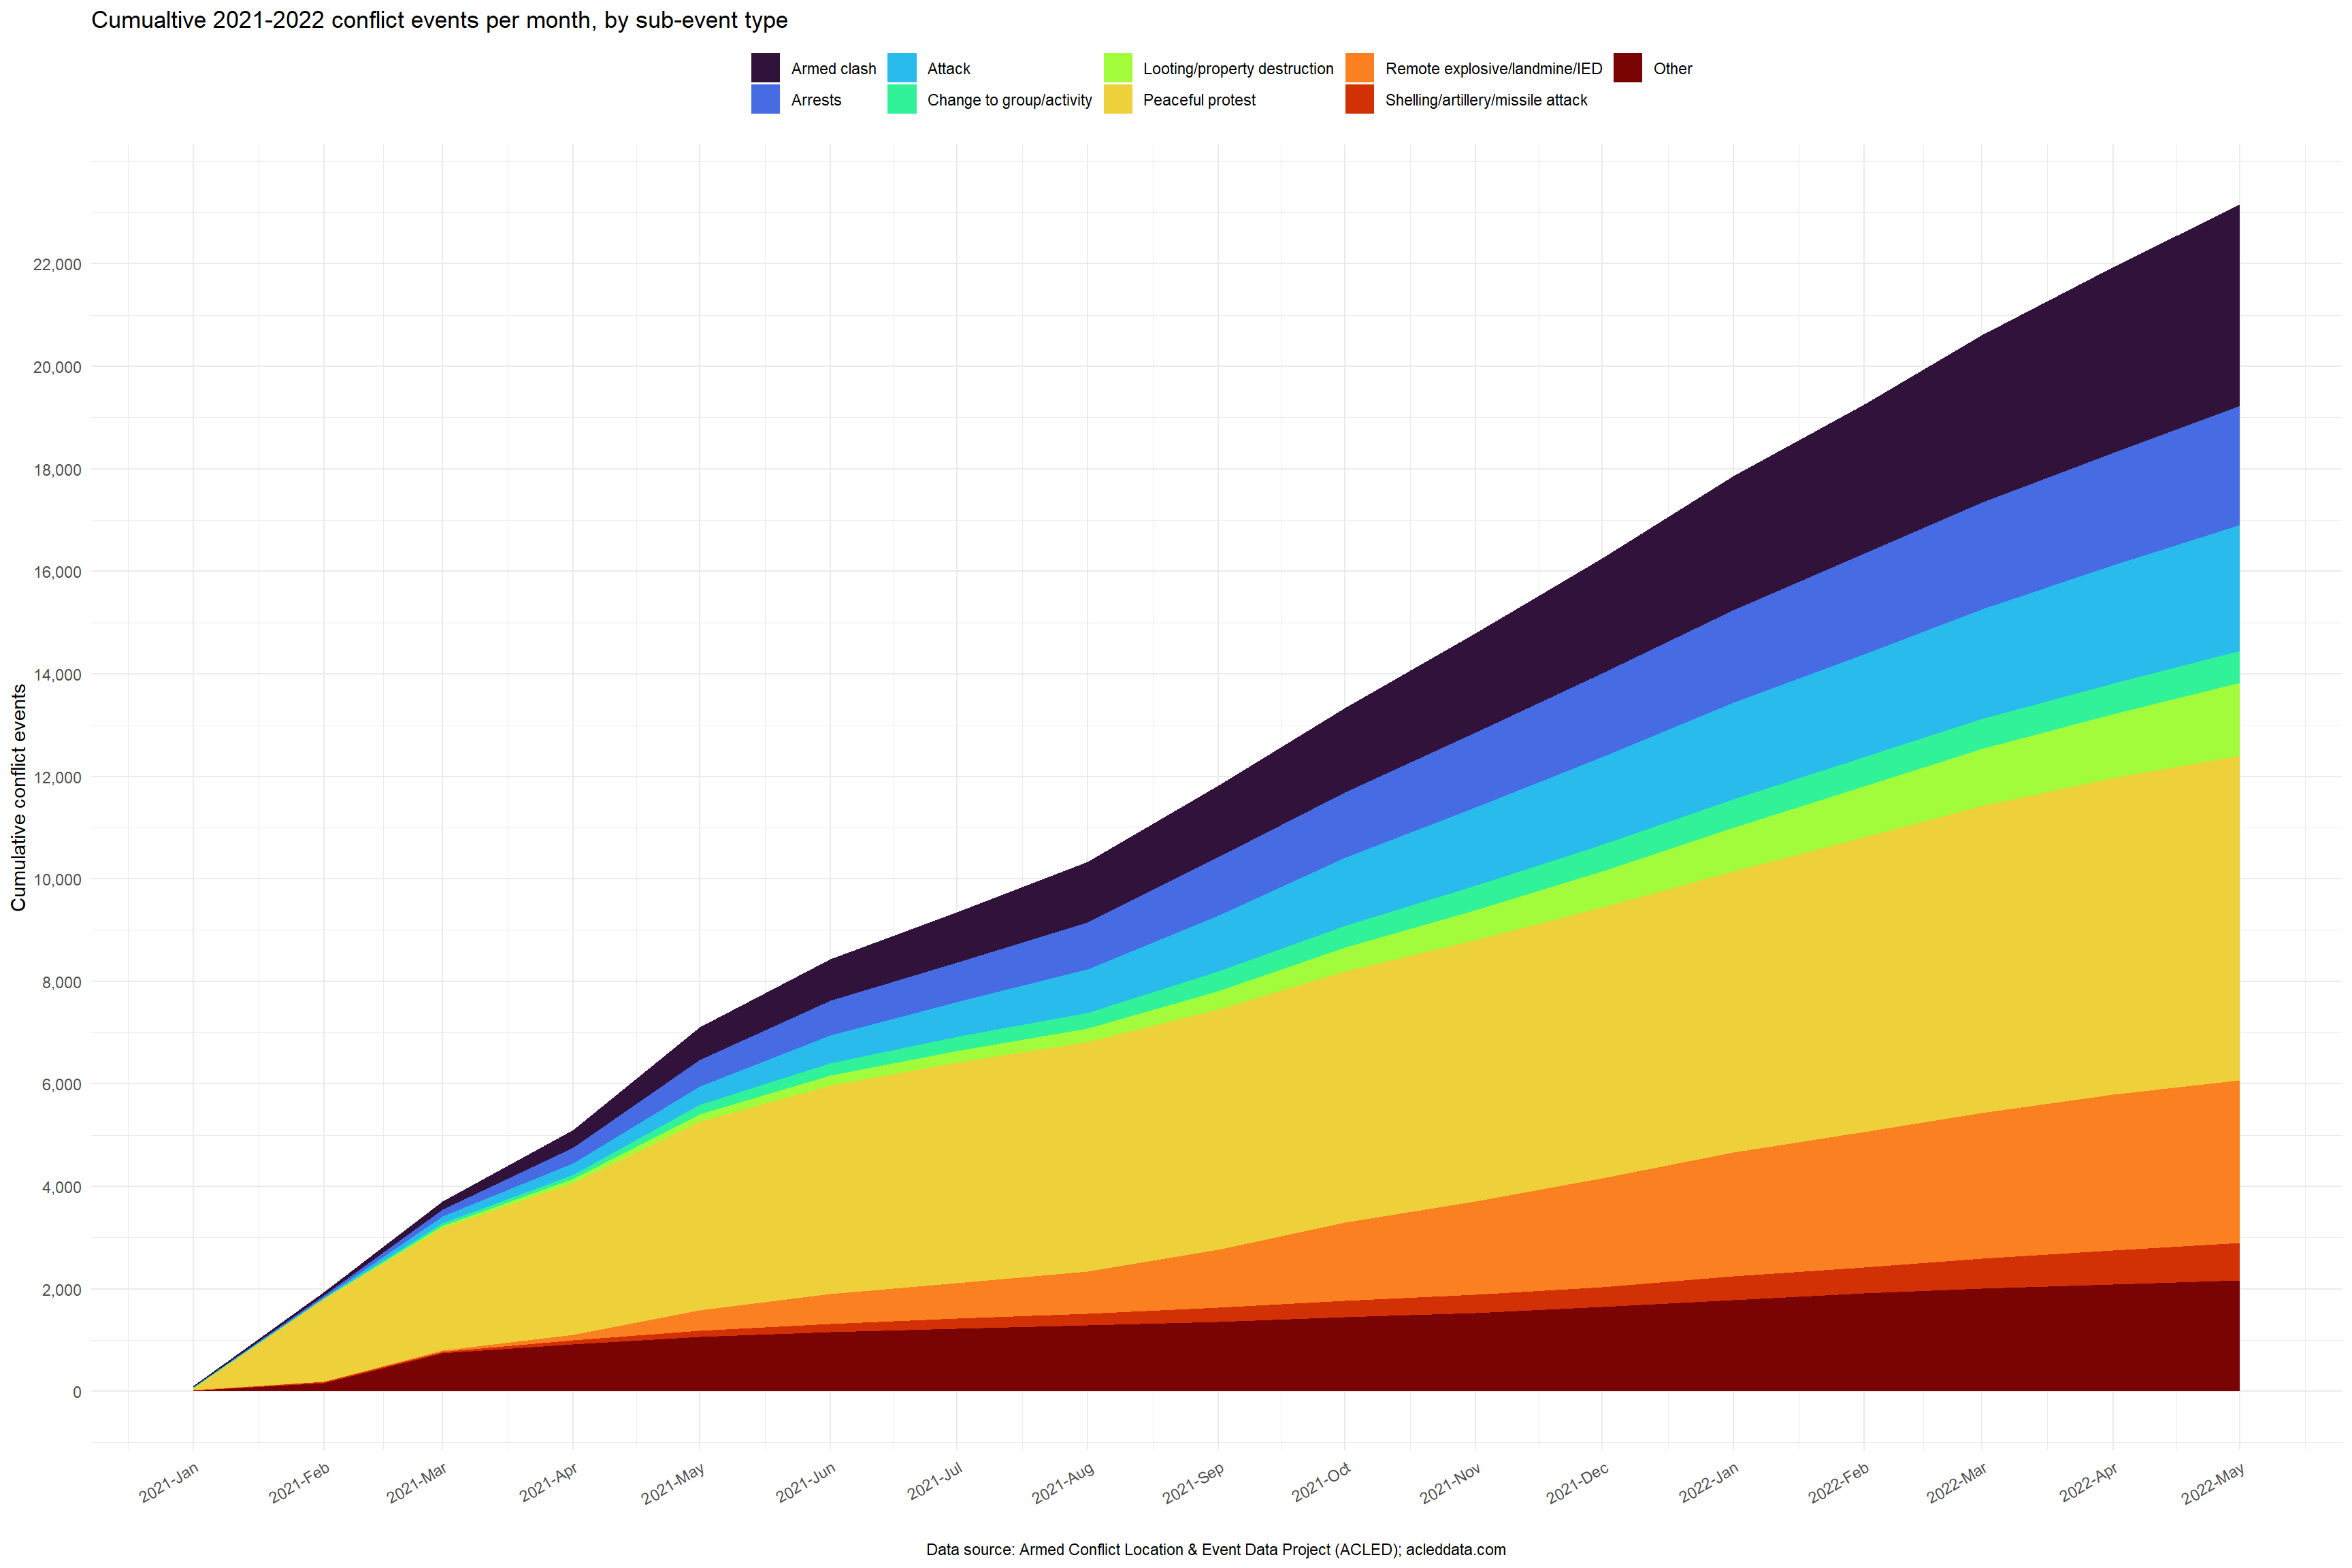 Cumualtive 2021-2022 conflict events per month, by sub-event type
Armed clash Attack Looting/property destruction Remote explosive/landmine/IED Other
Arrests Change to group/activity Peaceful protest Shelling/artillery/missile attack
22,000
20,000
18,000
16,000
14,000
12,000
10,000
8,000
6,000
4,000
2,000
0
Cumulative conflict events
2021-Jan 2021-Feb 2021-Mar 2021-Apr 2021-May 2021-Jun 2021-Jul 2021-Aug 2021-Sep 2021-Oct 2021-Nov 2021-Dec 2022-Jan 2022-Feb 2022-Mar 2022-Apr 2022-May
Data source: Armed Conflict Location & Event Data Project (ACLED); acleddata.com